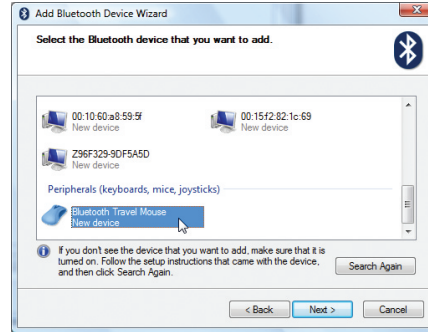 Add Bluetooth Device Wizard
Select the Bluetooth device that you want to add.
00:10:60:a8:59:5f
New device
00:15:f2:82:1c:69
New device
Z96F329-9DF5A5D
New device
Peripherals (keyboards, mice, joysticks)
Bluetooth Travel Mouse
New device
If you don't see the device that you want to add, make sure that it is
turned on. Follow the setup instructions that came with the device,
and then click Search Again.
Search Again
< Back
Next >
Cancel